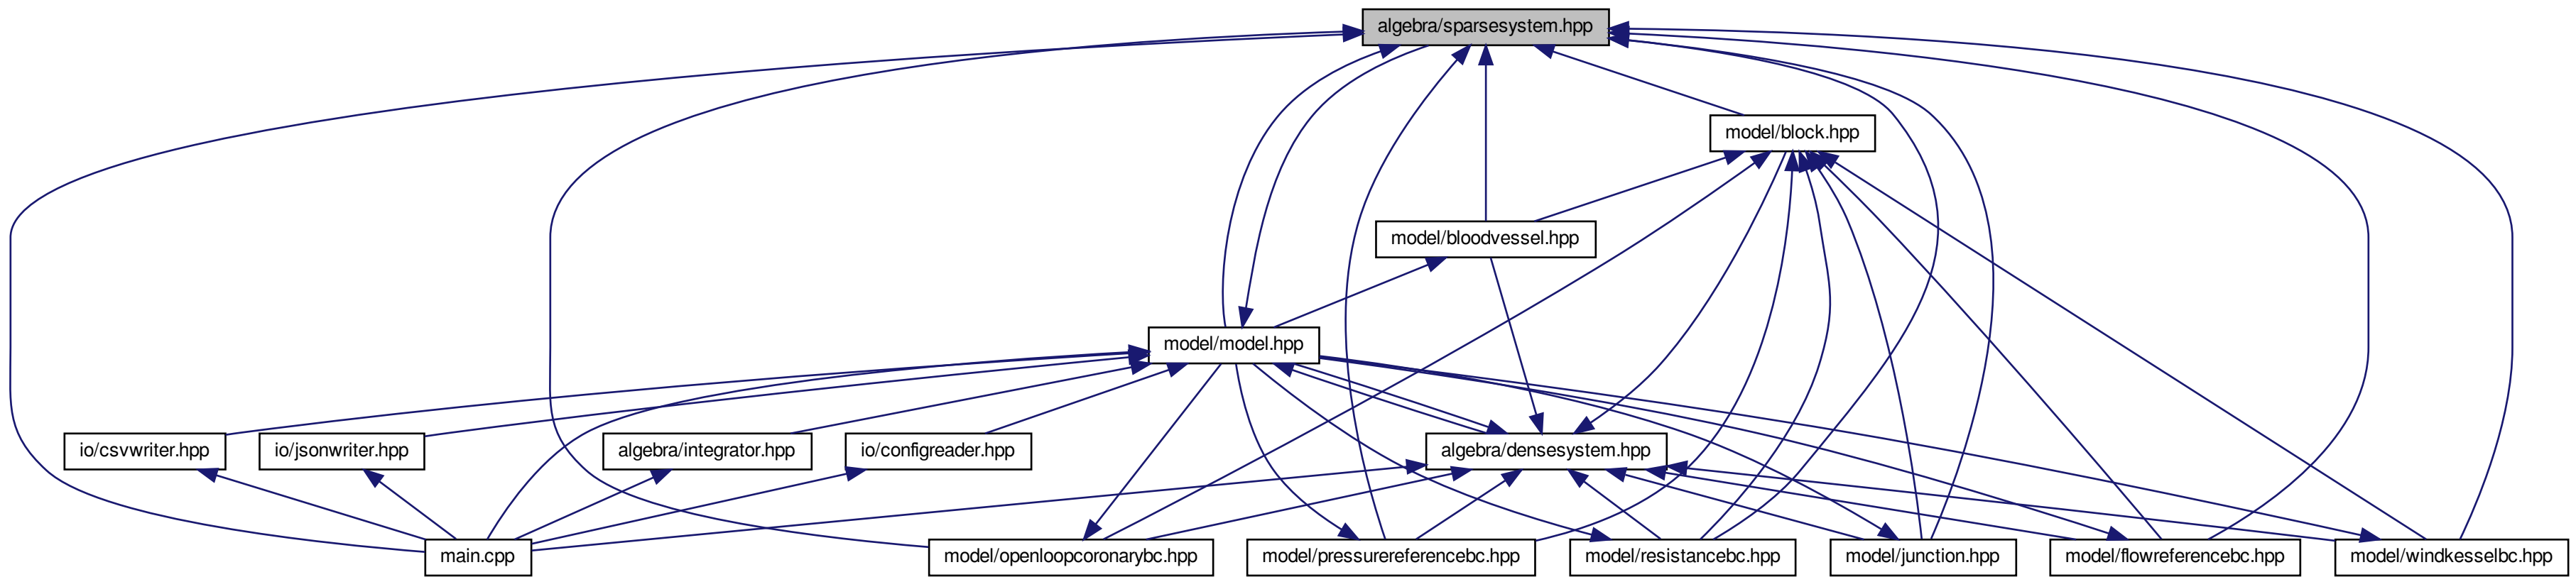 algebra/sparsesystem.hpp
model/block.hpp
model/bloodvessel.hpp
model/model.hpp
io/csvwriter.hpp
io/jsonwriter.hpp
algebra/integrator.hpp
io/configreader.hpp
algebra/densesystem.hpp
main.cpp
model/openloopcoronarybc.hpp
model/pressurereferencebc.hpp
model/resistancebc.hpp
model/junction.hpp
model/flowreferencebc.hpp
model/windkesselbc.hpp